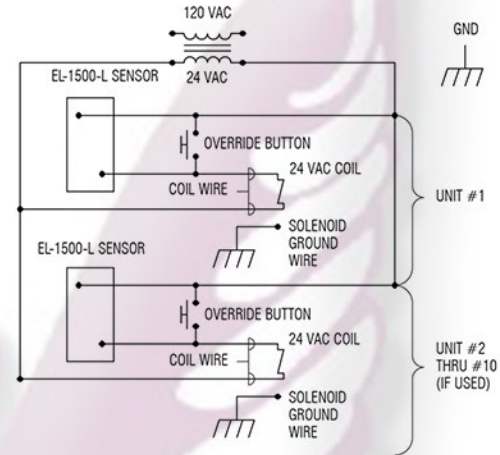 120 VAC
24 VAC
GND
EL-1500-L SENSOR
OVERRIDE BUTTON
24 VAC COIL
COIL WIRE
UNIT #1
SOLENOID
GROUND
WIRE
EL-1500-L SENSOR
OVERRIDE BUTTON
24 VAC COIL
COIL WIRE
UNIT #2
THRU #10
(IF USED)
SOLENOID
GROUND
WIRE